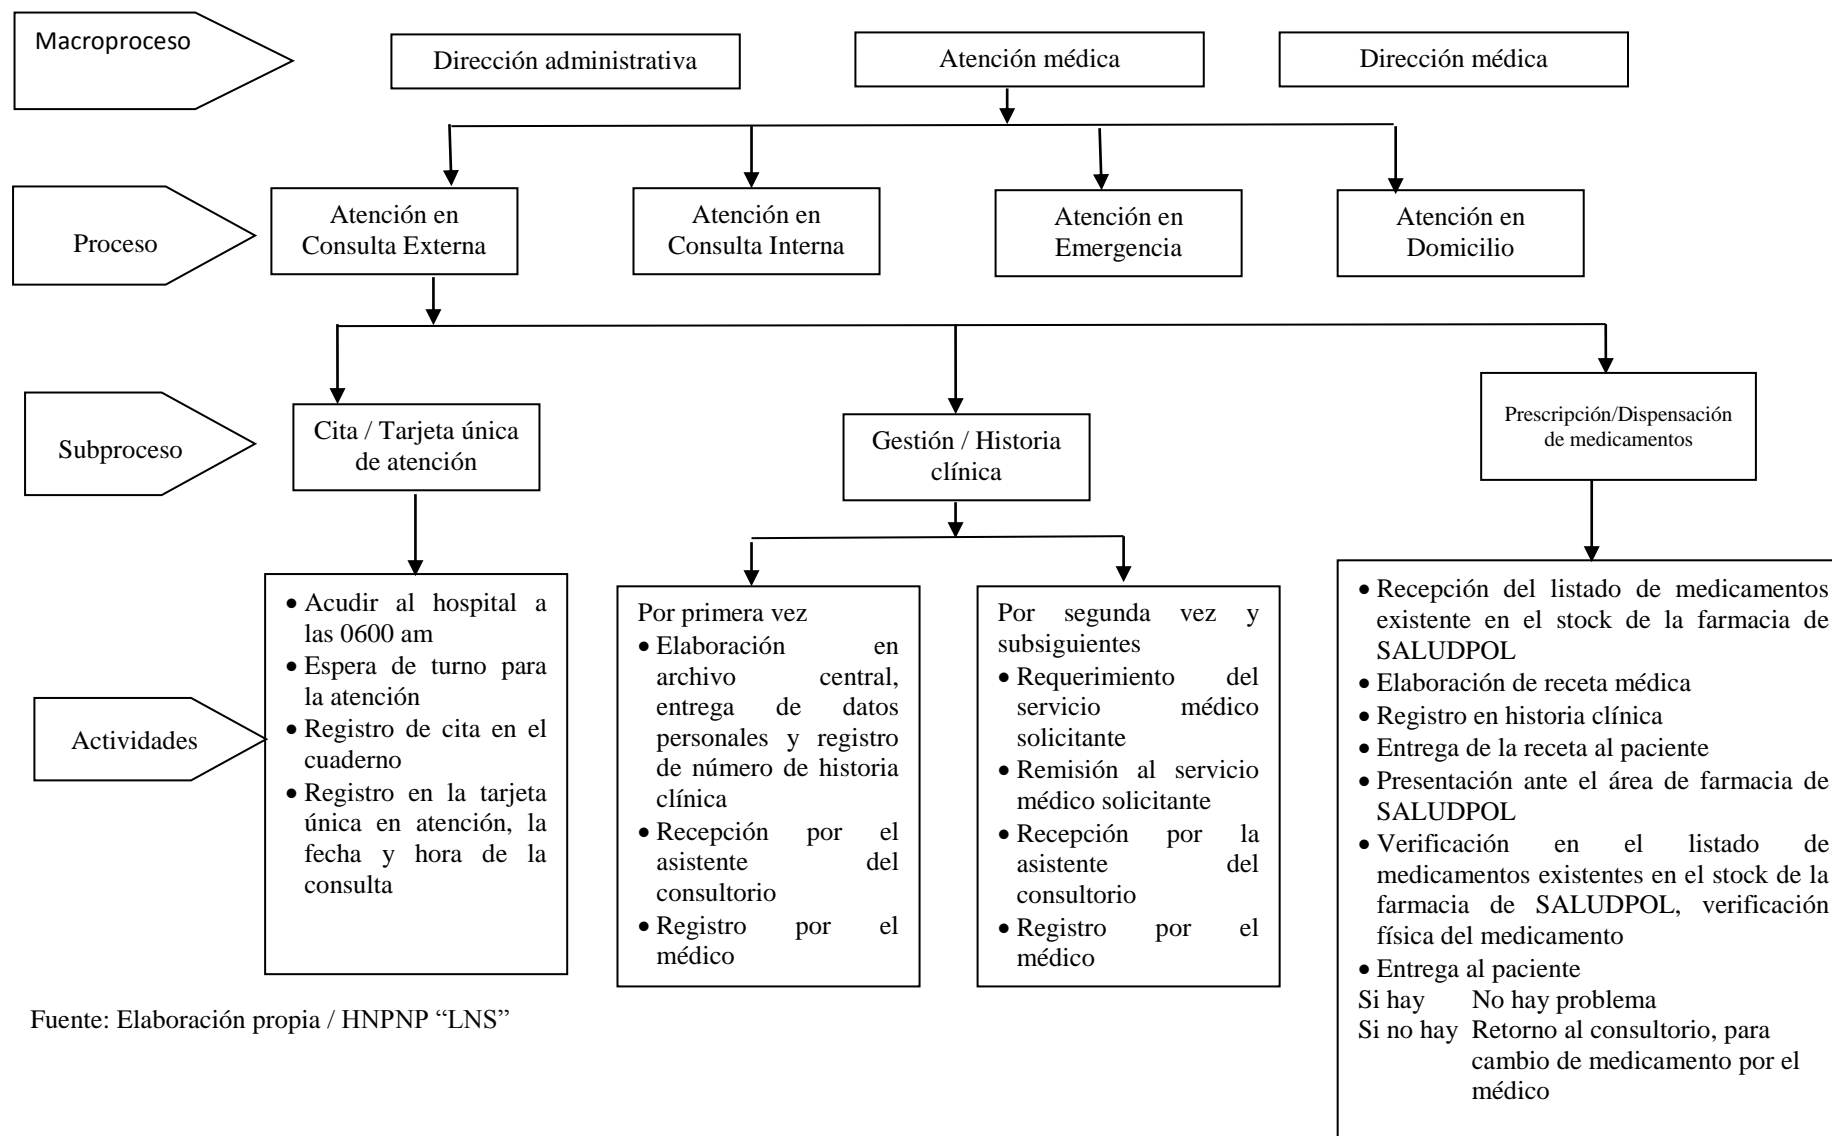 Macroproceso
Dirección administrativa
Atención médica
Dirección médica
Proceso
Atención en
Consulta Externa
Atención en
Consulta Interna
Atención en
Emergencia
Atención en
Domicilio
Subproceso
Cita / Tarjeta única
de atención
Gestión / Historia
clínica
Prescripción/Dispensación
de medicamentos
Actividades
• Acudir al hospital a
las 0600 am
• Espera de turno para
la atención
• Registro de cita en el
cuaderno
• Registro en la tarjeta
única en atención, la
fecha y hora de la
consulta
Por primera vez
• Elaboración en
archivo central,
entrega de datos
personales y registro
de número de historia
clínica
• Recepción por el
asistente del
consultorio
• Registro por el
médico
Por segunda vez y
subsiguientes
• Requerimiento del
servicio médico
solicitante
• Remisión al servicio
médico solicitante
• Recepción por la
asistente del
consultorio
• Registro por el
médico
• Recepción del listado de medicamentos
existente en el stock de la farmacia de
SALUDPOL
• Elaboración de receta médica
• Registro en historia clínica
• Entrega de la receta al paciente
• Presentación ante el área de farmacia de
SALUDPOL
• Verificación en el listado de
medicamentos existentes en el stock de la
farmacia de SALUDPOL, verificación
física del medicamento
• Entrega al paciente
Si hay No hay problema
Si no hay Retorno al consultorio, para
cambio de medicamento por el
médico
Fuente: Elaboración propia / HNPNP “LNS”